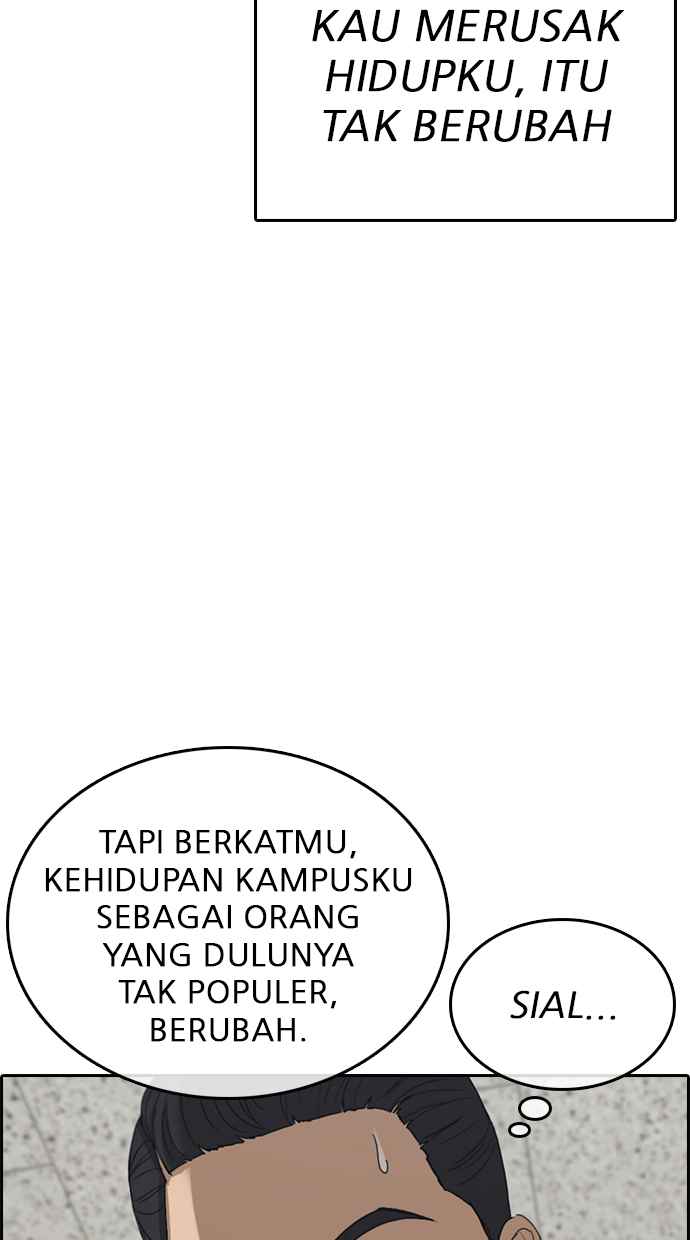 KAU MERUSAK
HIDUPKU, ITU
TAK BERUBAH
TAPI BERKATMU,
KEHIDUPAN KAMPUSKU
SEBAGAI ORANG
YANG DULUNYA
TAK POPULER,
BERUBAH.
SIAL...